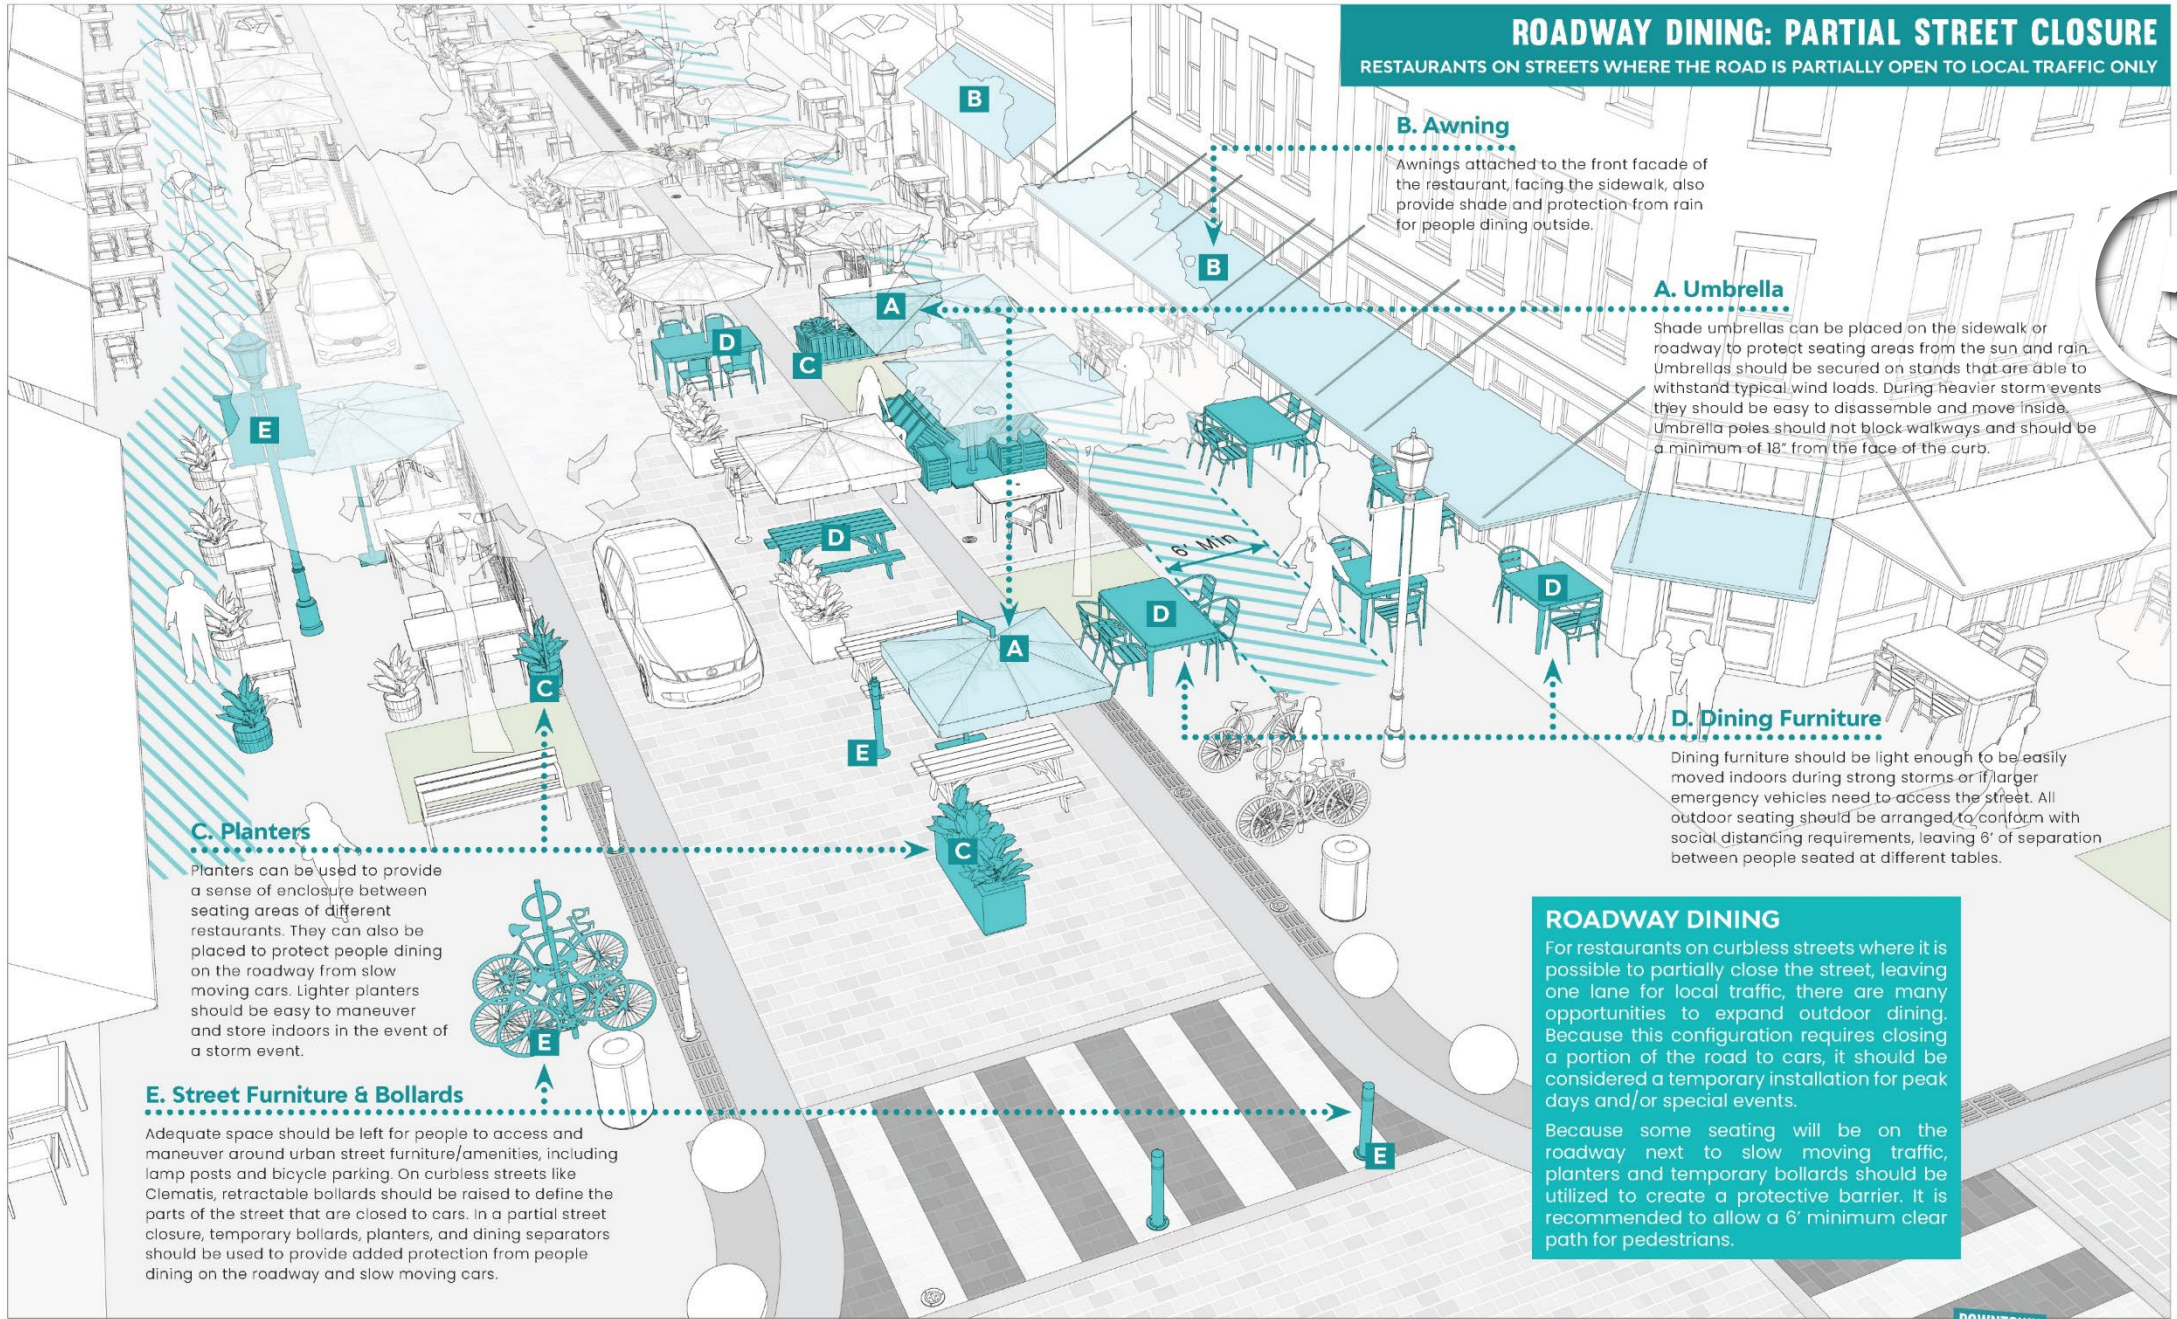 ROADWAY DINING: PARTIAL STREET CLOSURE
RESTAURANTS ON STREETS WHERE THE ROAD IS PARTIALLY OPEN TO LOCAL TRAFFIC ONLY
B
B. Awning
Awnings attached to the front facade of
the restaurant, facing the sidewalk, also
provide shade and protection from rain
for people dining outside.
B
A. Umbrella
Shade umbrellas can be placed on the sidewalk or
roadway to protect seating areas from the sun and rain.
Umbrellas should be secured on stands that are able to
withstand typical wind loads. During heavier storm events
they should be easy to disassemble and move inside.
Umbrella poles should not block walkways and should be
a minimum of 18" from the face of the curb.
A
D
C
E
D
6' Min
D
D
A
C
E
D. Dining Furniture
Dining furniture should be light enough to be easily
moved indoors during strong storms or if larger
emergency vehicles need to access the street. All
outdoor seating should be arranged to conform with
social distancing requirements, leaving 6' of separation
between people seated at different tables.
C. Planters
Planters can be used to provide
a sense of enclosure between
seating areas of different
restaurants. They can also be
placed to protect people dining
on the roadway from slow
moving cars. Lighter planters
should be easy to maneuver
and store indoors in the event of
a storm event.
C
E
E. Street Furniture & Bollards
Adequate space should be left for people to access and
maneuver around urban street furniture/amenities, including
lamp posts and bicycle parking. On curbless streets like
Clematis, retractable bollards should be raised to define the
parts of the street that are closed to cars. In a partial street
closure, temporary bollards, planters, and dining separators
should be used to provide added protection from people
dining on the roadway and slow moving cars.
E
ROADWAY DINING
For restaurants on curbless streets where it is
possible to partially close the street, leaving
one lane for local traffic, there are many
opportunities to expand outdoor dining.
Because this configuration requires closing
a portion of the road to cars, it should be
considered a temporary installation for peak
days and/or special events.
Because some seating will be on the
roadway next to slow moving traffic,
planters and temporary bollards should be
utilized to create a protective barrier. It is
recommended to allow a 6' minimum clear
path for pedestrians.
DOWNTOWN